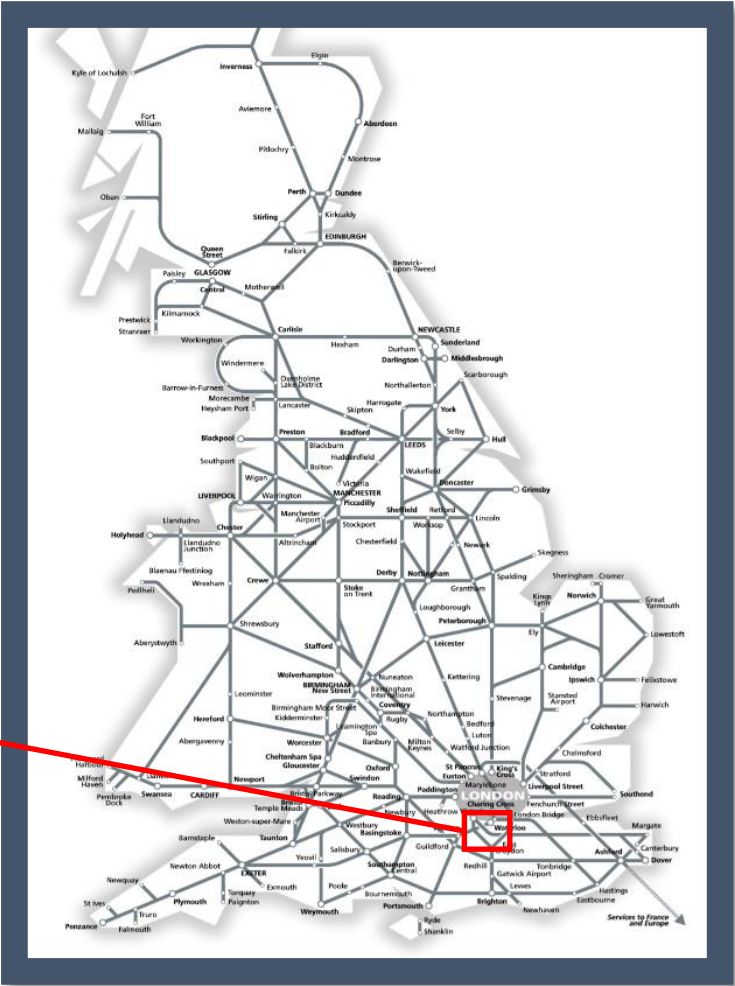 Elgin
Inverness
Kyle of Lochalsh
Aviemore
Fort
William
Mallaig
Aberdeen
Pitlochry
Montrose
Oban
Perth
Dundee
Stirling
Kirkcaldy
EDINBURGH
Queen
Street
Falkirk
Berwick-
upon-Tweed
Paisley
GLASGOW
Central
Motherwell
Kilmarnock
Prestwick
Stranraer
Carlisle
NEWCASTLE
Workington
Hexham
Sunderland
Durham
Darlington
Middlesbrough
Windermere
Oxenholme
Lake District
Scarborough
Barrow-in-Furness
Northallerton
Morecambe
Heysham Port
Lancaster
Harrogate
Skipton
York
Blackpool
Preston
Bradford
Selby
Hull
Blackburn
LEEDS
Southport
Huddersfield
Bolton
Wigan
Wakefield
Victoria
MANCHESTER
Piccadilly
Doncaster
Grimsby
LIVERPOOL
Warrington
Manchester
Airport
Stockport
Sheffield
Retford
Worksop
Lincoln
Llandudno
Holyhead
Chester
Llandudno
Junction
Altrincham
Chesterfield
Newark
Skegness
Blaenau Ffestiniog
Pwllheli
Wrexham
Crewe
Stoke
on Trent
Derby
Nottingham
Grantham
Spalding
Sheringham
Cromer
Kings
Lynn
Norwich
Great
Yarmouth
Loughborough
Shrewsbury
Peterborough
Ely
Lowestoft
Aberystwyth
Stafford
Leicester
Wolverhampton
BIRMINGHAM
New Street
Nuneaton
Kettering
Cambridge
Birmingham
International
Ipswich
Felixstowe
Leominster
Stevenage
Stansted
Airport
Birmingham Moor Street
Coventry
Harwich
Hereford
Kidderminster
Rugby
Northampton
Leamington
Spa
Bedford
Colchester
Abergavenny
Worcester
Banbury
Milton
Keynes
Luton
Watford Junction
Chelmsford
Cheltenham Spa
Gloucester
Oxford
St Pancras
King's
Cross
Euston
Stratford
Milford
Haven
Pembroke
Dock
Swansea
CARDIFF
Newport
Swindon
Marylebone
Paddington
Liverpool Street
Bristol Parkway
Reading
LONDON
Southend
Temple Meads
Newbury
Heathrow
Charing Cross
Fenchurch Street
London Bridge
Ebbsfleet
Weston-super-Mare
Westbury
Basingstoke
Waterloo
Margate
Barnstaple
Taunton
Salisbury
Guildford
East
Croydon
Canterbury
Ashford
Dover
Newton Abbot
Yeovil
Southampton
Central
Redhill
Tonbridge
EXETER
Gatwick Airport
Newquay
Exmouth
Poole
Bournemouth
Lewes
Hastings
Eastbourne
Torquay
Paignton
Plymouth
St Ives
Truro
Weymouth
Portsmouth
Brighton
Newhaven
Penzance
Falmouth
Ryde
Shanklin
Services to France
and Europe